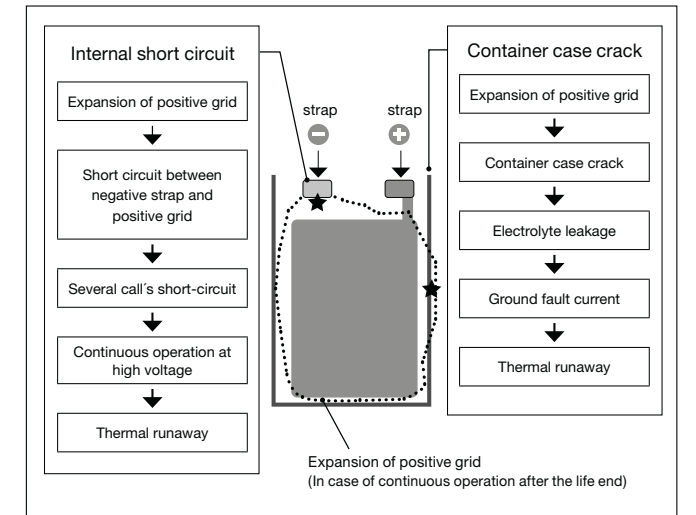 Internal short circuit
Expansion of positive grid
Short circuit between
negative strap and
positive grid
Several call´s short-circuit
Continuous operation at
high voltage
Thermal runaway
strap
strap
Container case crack
Expansion of positive grid
Container case crack
Electrolyte leakage
Ground fault current
Thermal runaway
Expansion of positive grid
(In case of continuous operation after the life end)